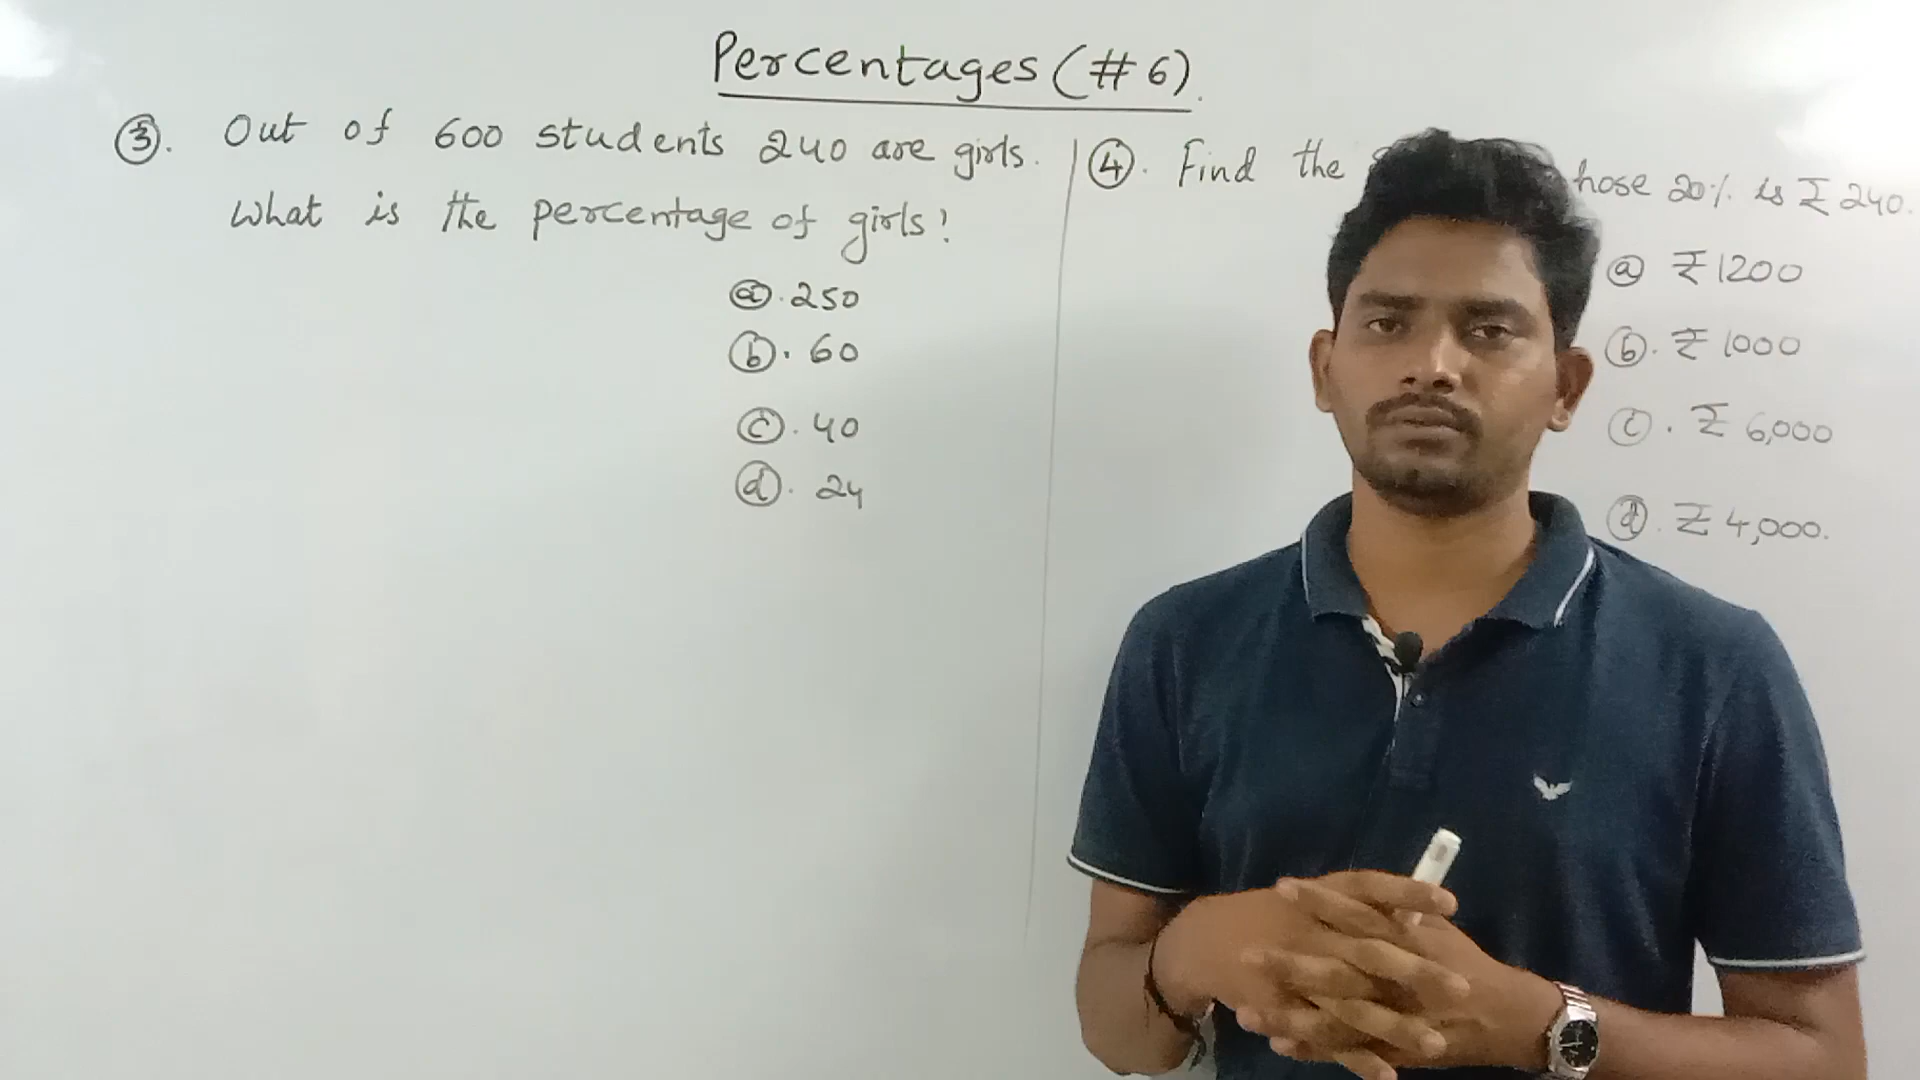 Percentages (#6).
③. Out of 600 students 240 are girls.
What is the percentage of girls?
ⓐ. 250
ⓑ. 60
ⓒ. 40
ⓓ. 24
④. Find the hose 20% is ₹ 240.
ⓐ ₹ 1200
ⓑ. ₹ 1000
ⓒ. ₹ 6,000
ⓓ. ₹ 4,000.